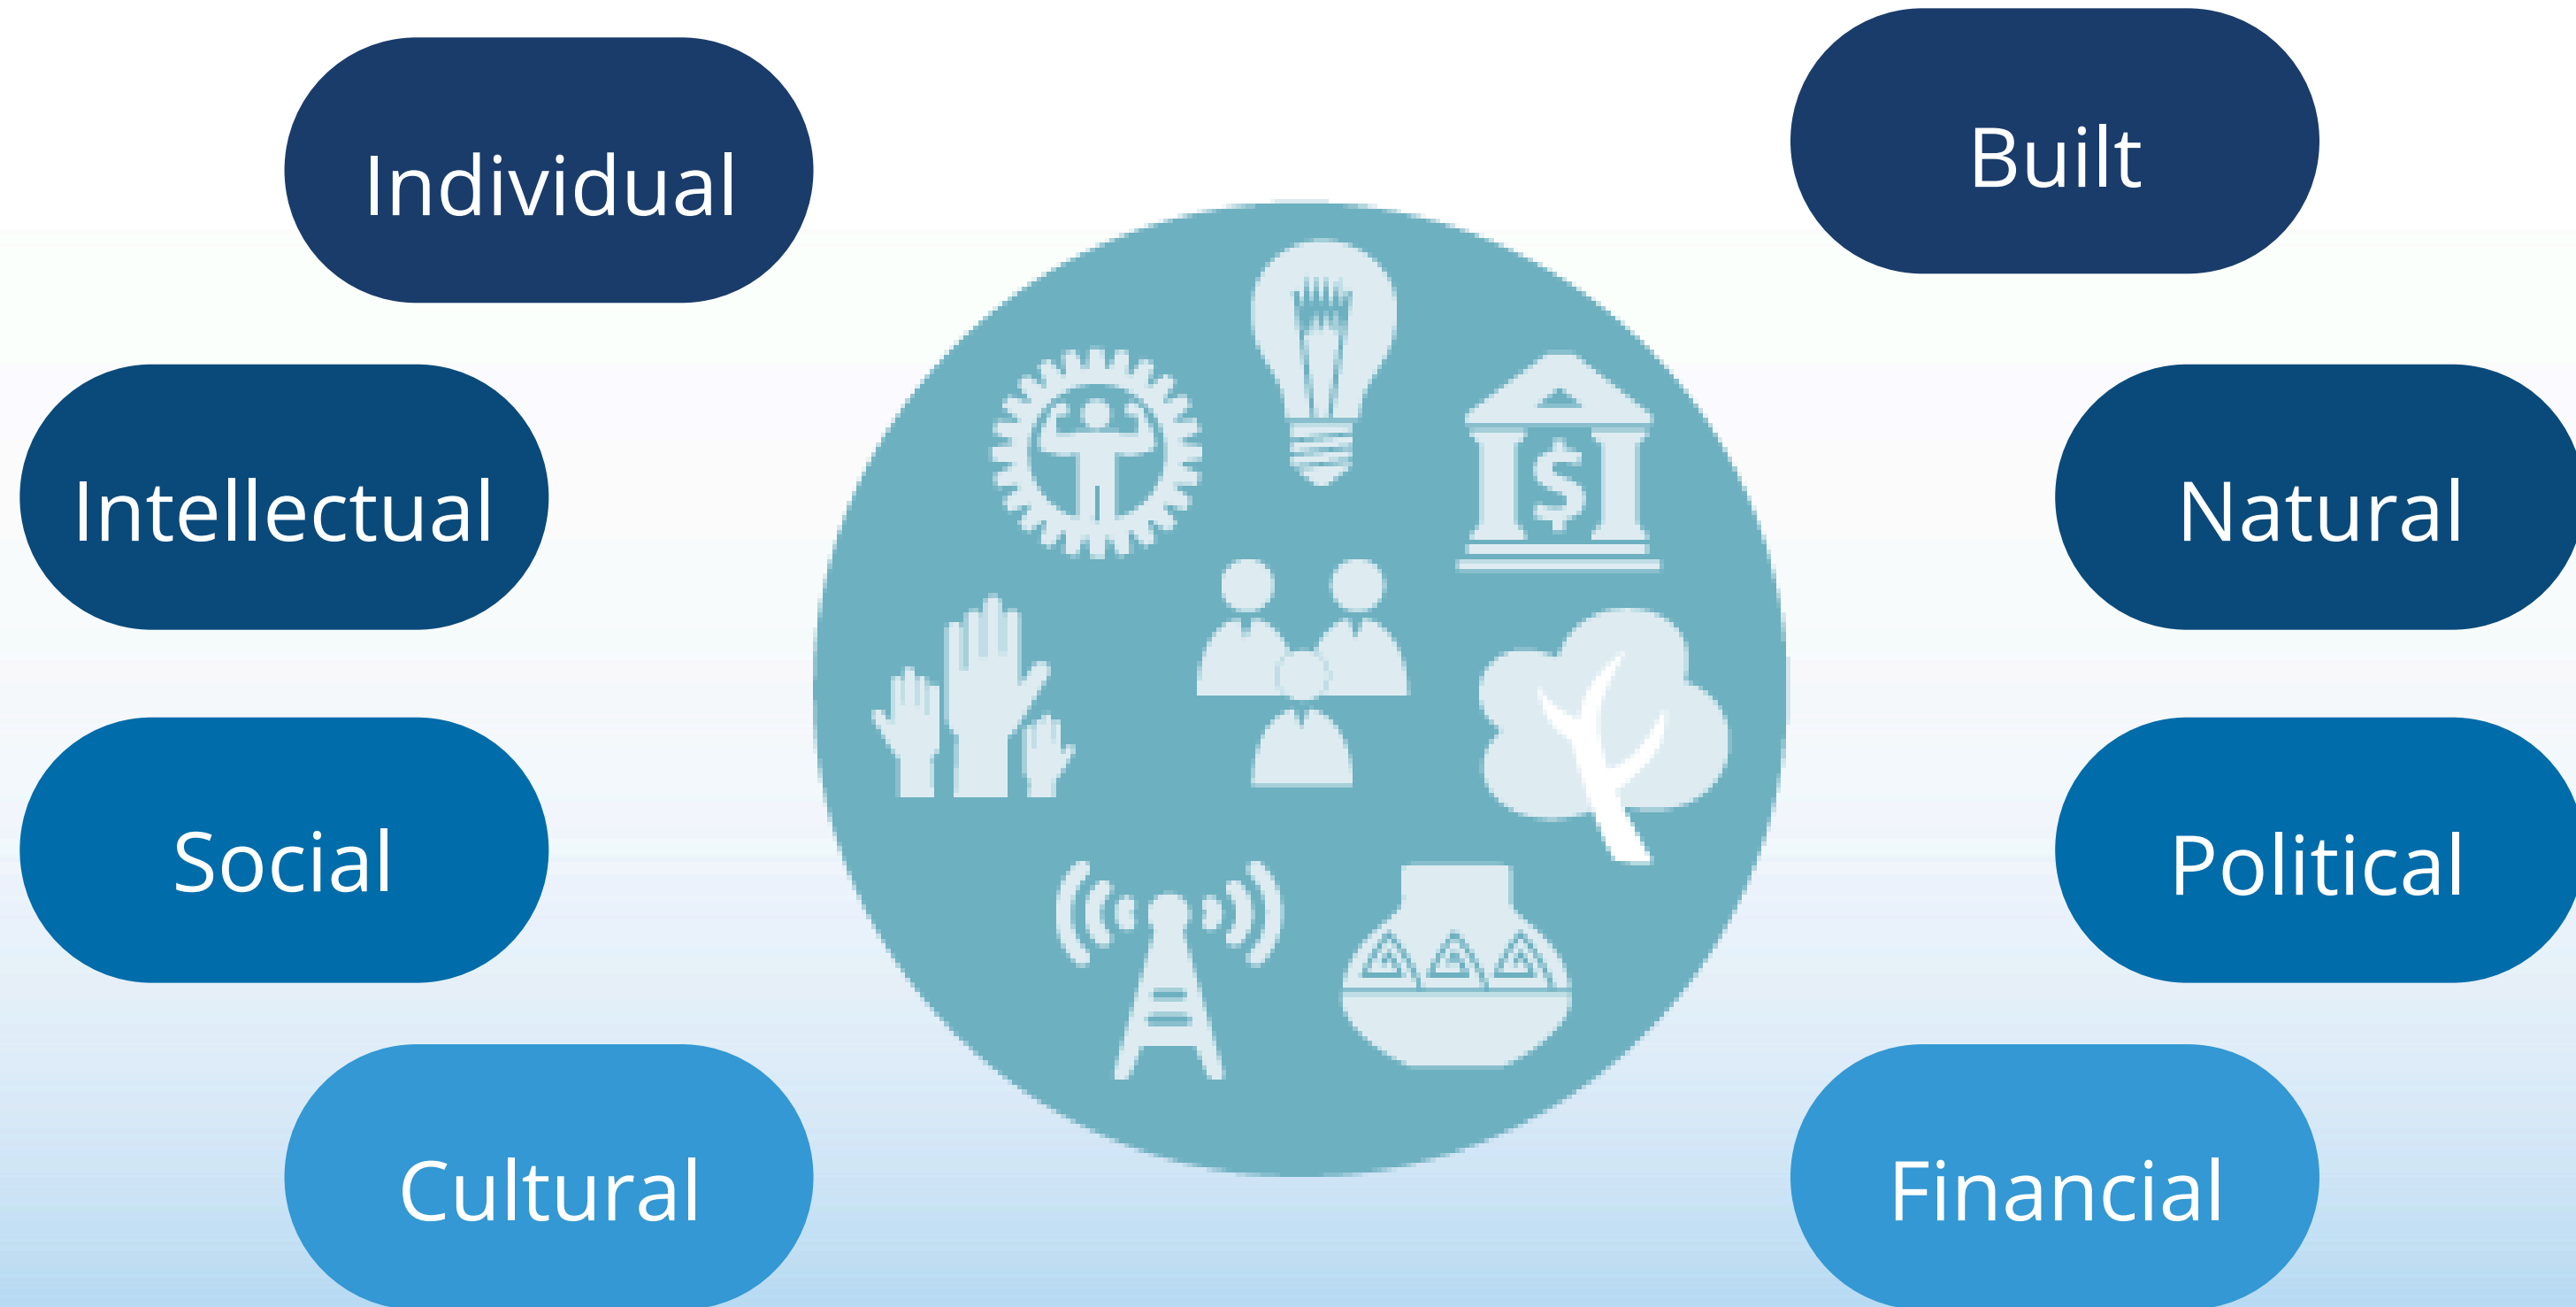 Individual
Intellectual
Social
Cultural
Built
Natural
Political
Financial
$